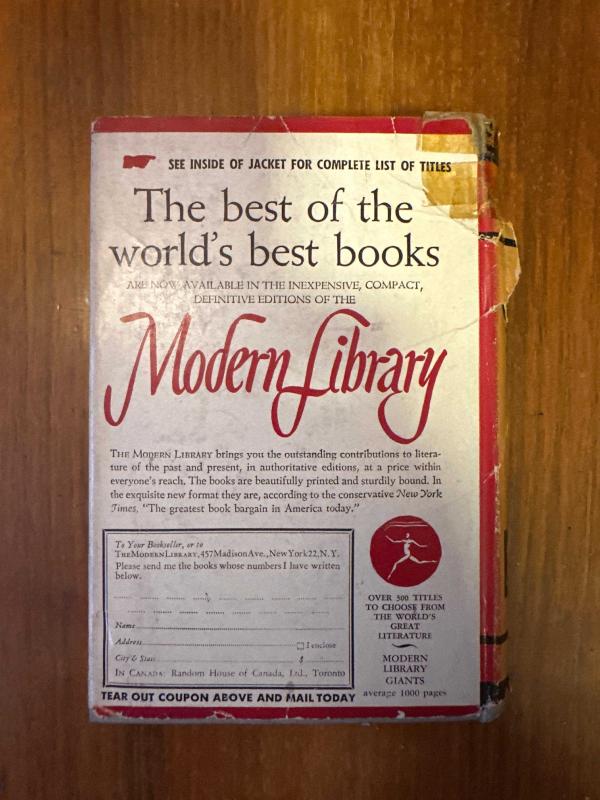 SEE INSIDE OF JACKET FOR COMPLETE LIST OF TITLES
The best of the
world's best books
ARE NOW AVAILABLE IN THE INEXPENSIVE, COMPACT,
DEFINITIVE EDITIONS OF THE
Modern Library
THE MODERN LIBRARY brings you the outstanding contributions to litera-
ture of the past and present, in authoritative editions, at a price within
everyone's reach. The books are beautifully printed and sturdily bound. In
the exquisite new format they are, according to the conservative New York
Times, "The greatest book bargain in America today."
To Your Bookseller, or to
THE MODERN LIBRARY, 457 Madison Ave., New York 22, N. Y.
Please send me the books whose numbers I have written
below.
Name
Address
I enclose
City & State
$
IN CANADA: Random House of Canada, Ltd., Toronto
TEAR OUT COUPON ABOVE AND MAIL TODAY
OVER 300 TITLES
TO CHOOSE FROM
THE WORLD'S
GREAT
LITERATURE
MODERN
LIBRARY
GIANTS
average 1000 pages